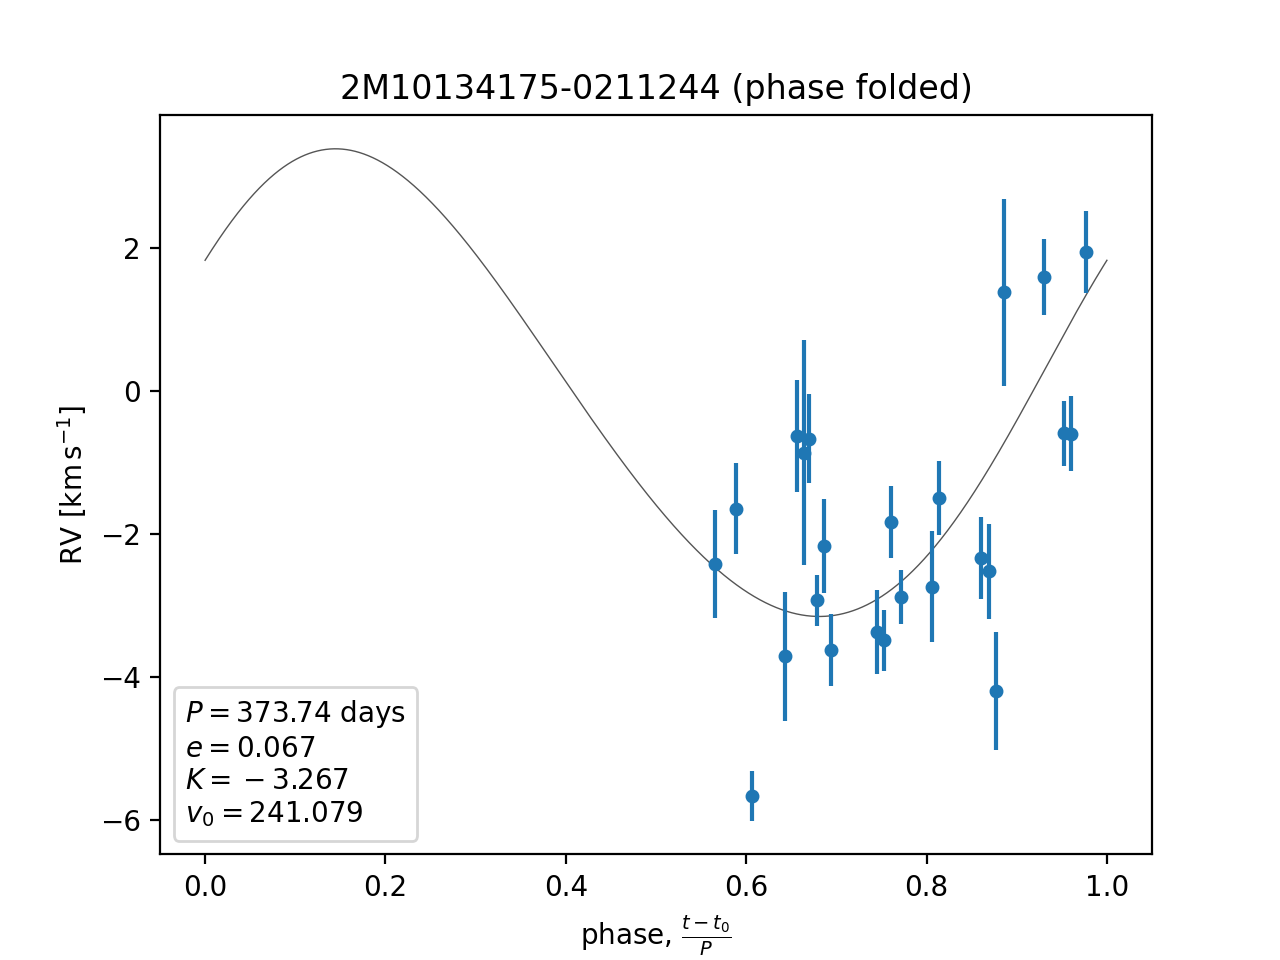 2M10134175-0211244 (phase folded)
2
0
−2
−4
−6
RV [km s⁻¹]
P = 373.74 days
e = 0.067
K = − 3.267
v₀ = 241.079
0.0 0.2 0.4 0.6 0.8 1.0
phase, (t − t₀)/P